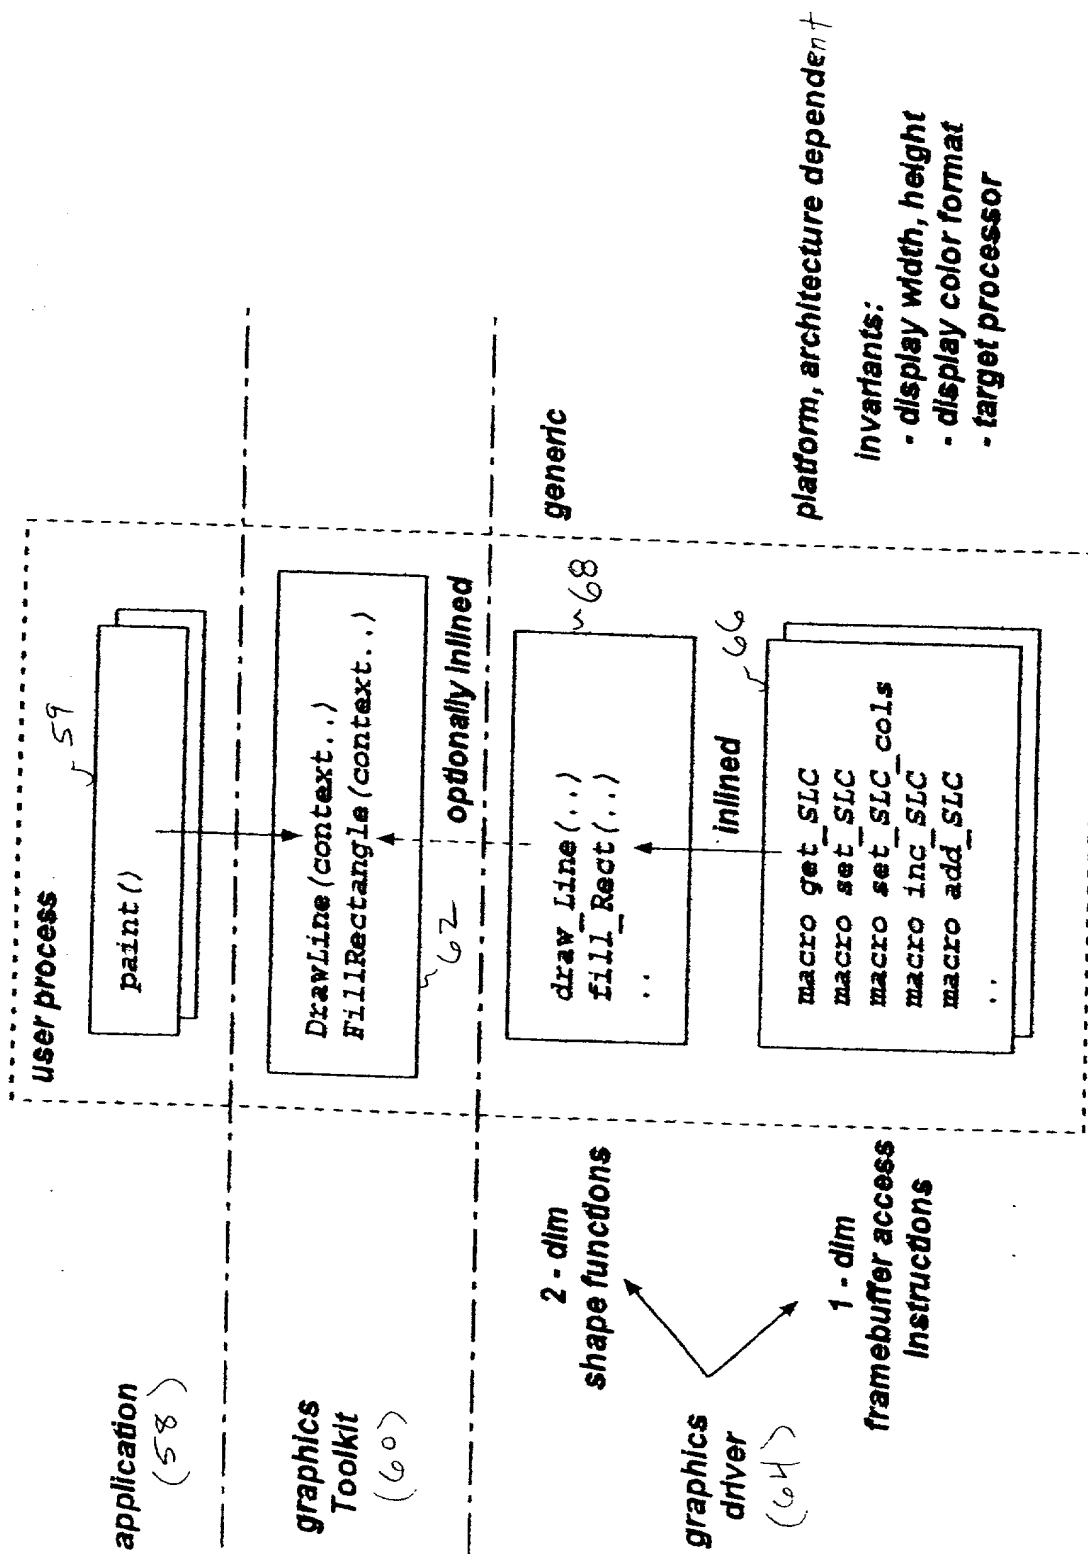 user process
application
(58)
paint()
59
graphics
Toolkit
(60)
DrawLine(context..)
FillRectangle(context..)
62
optionally inlined
graphics
driver
(64)
2 - dim
shape functions
draw_Line(..)
fill_Rect(..)
..
68
generic
inlined
1 - dim
framebuffer access
Instructions
macro get_SLC
macro set_SLC
macro set_SLC_cols
macro inc_SLC
macro add_SLC
..
66
platform, architecture dependent
invariants:
- display width, height
- display color format
- target processor